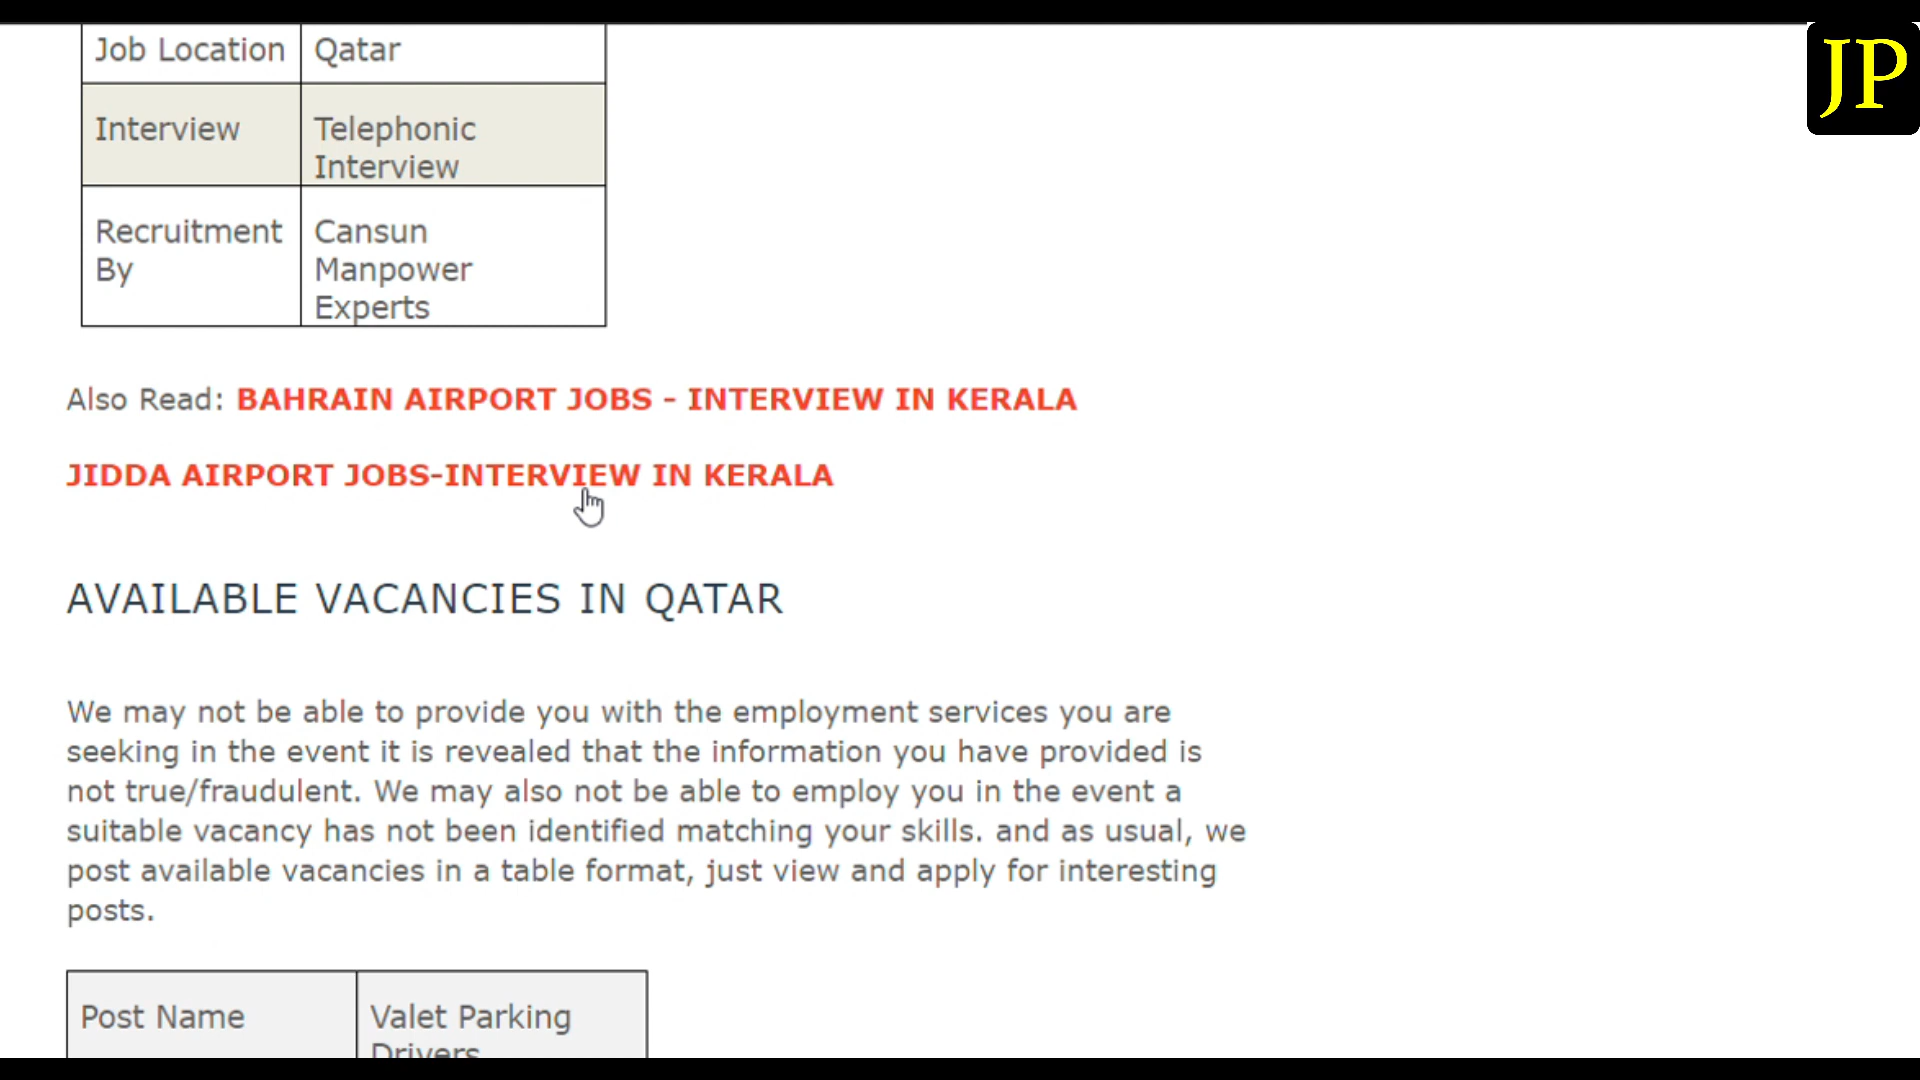 JP
Job Location Qatar
Interview Telephonic
Interview
Recruitment Cansun
By Manpower
Experts
Also Read: BAHRAIN AIRPORT JOBS - INTERVIEW IN KERALA
JIDDA AIRPORT JOBS-INTERVIEW IN KERALA
AVAILABLE VACANCIES IN QATAR
We may not be able to provide you with the employment services you are
seeking in the event it is revealed that the information you have provided is
not true/fraudulent. We may also not be able to employ you in the event a
suitable vacancy has not been identified matching your skills. and as usual, we
post available vacancies in a table format, just view and apply for interesting
posts.
Post Name Valet Parking
Drivers